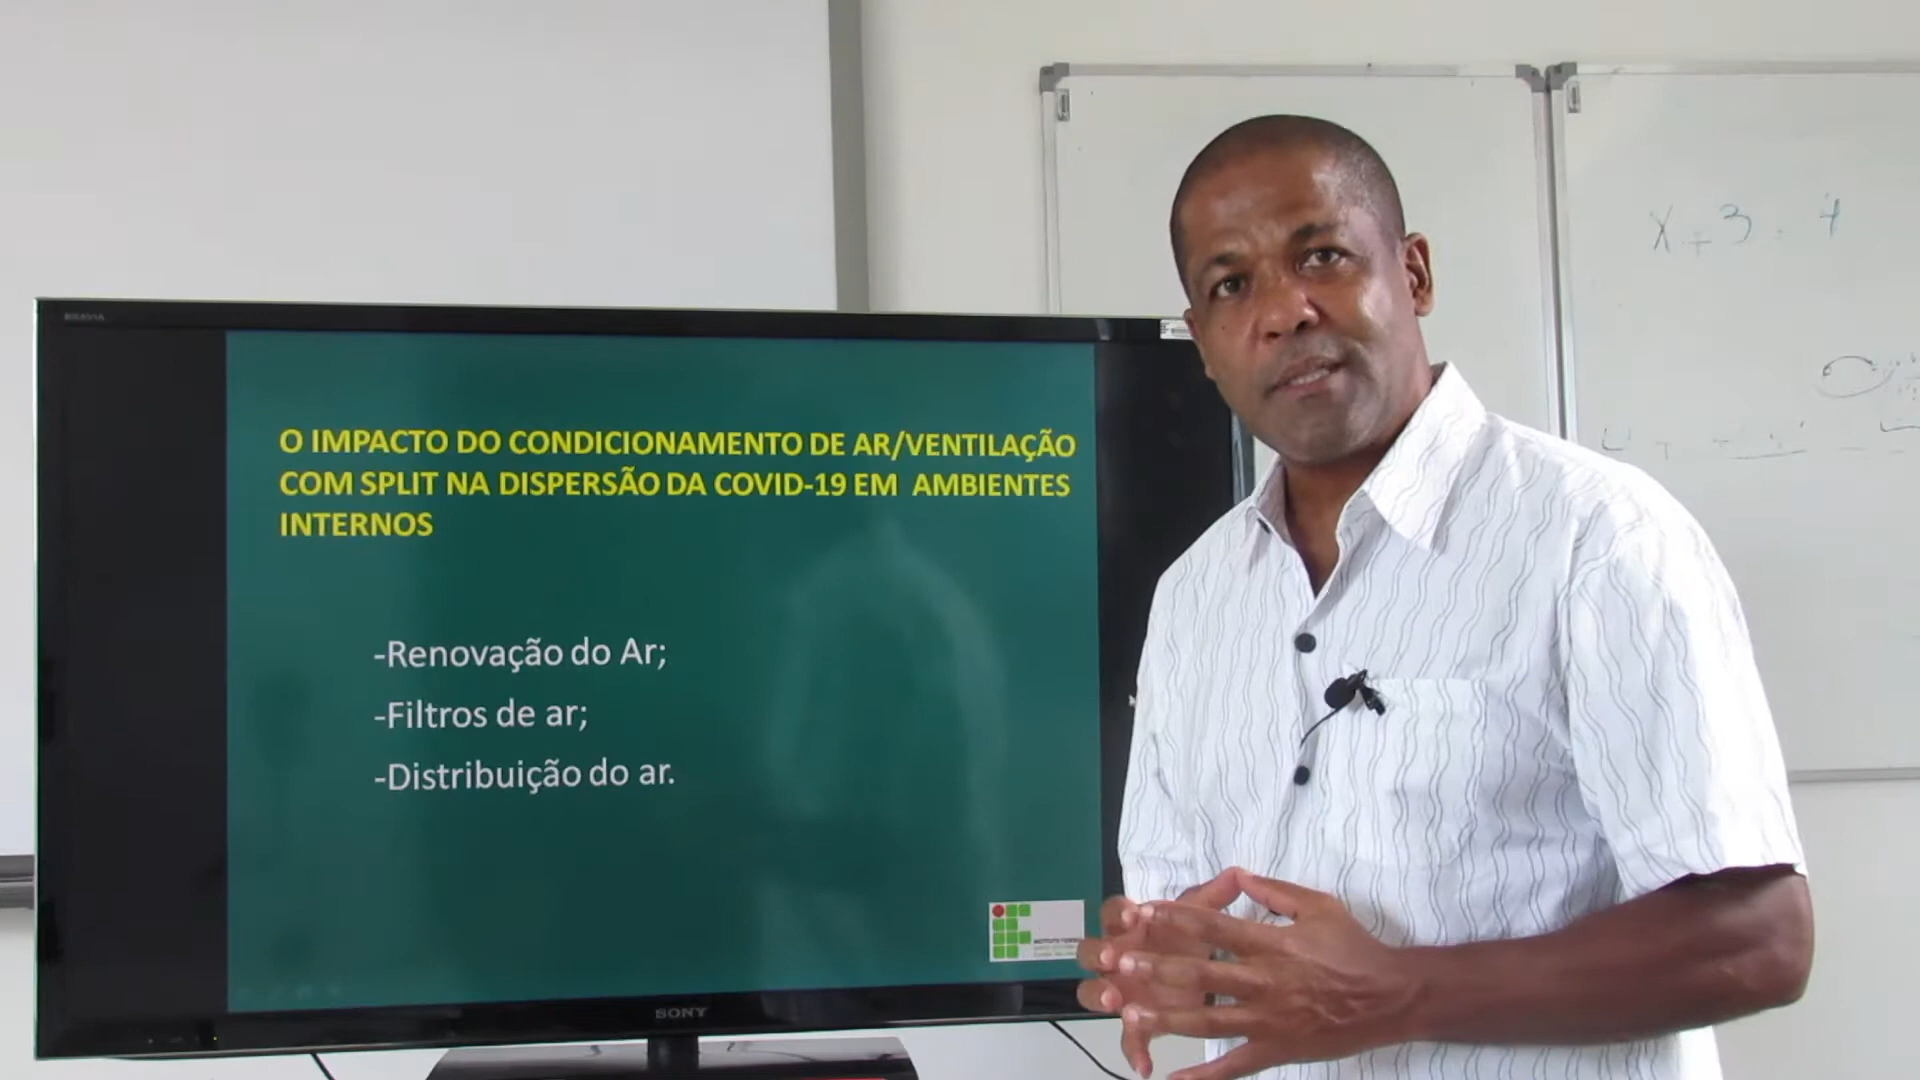 BRAVIA
O IMPACTO DO CONDICIONAMENTO DE AR/VENTILAÇÃO
COM SPLIT NA DISPERSÃO DA COVID-19 EM AMBIENTES
INTERNOS
-Renovação do Ar;
-Filtros de ar;
-Distribuição do ar.
SONY
X + 3